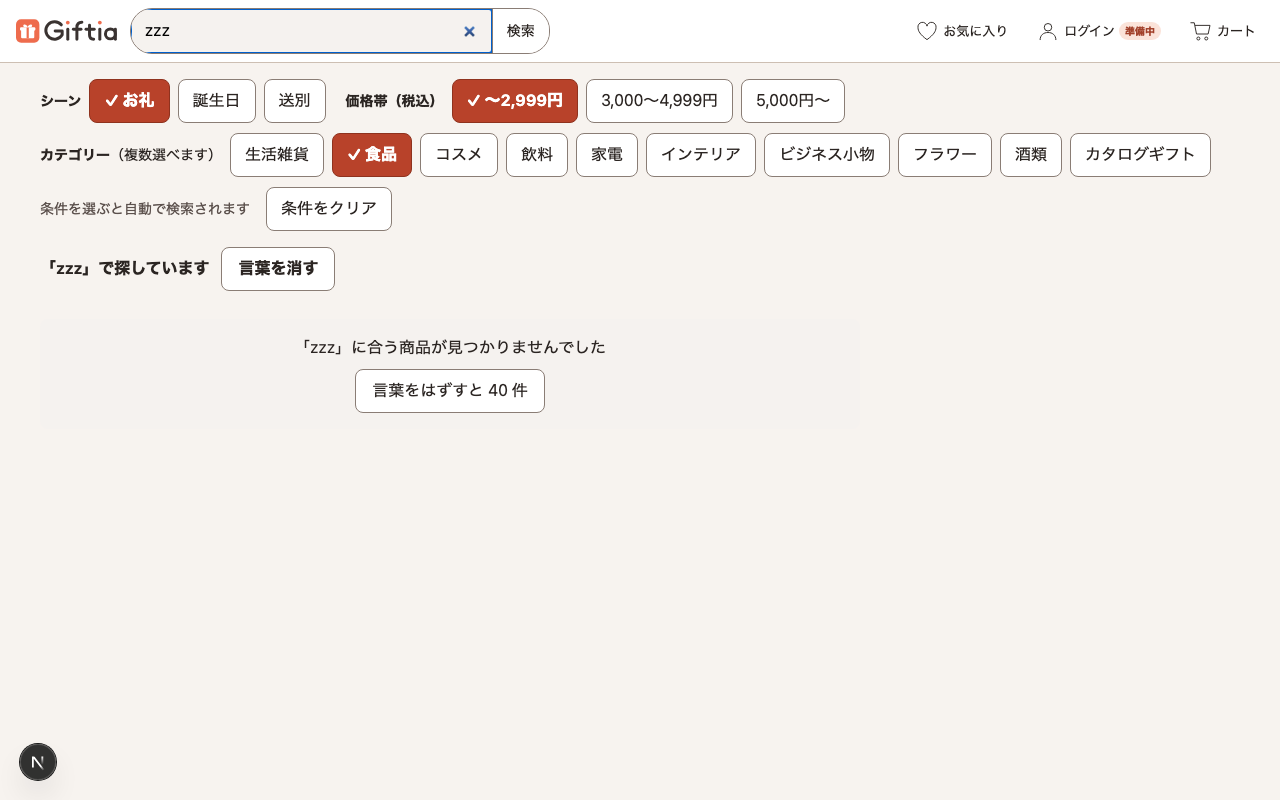 Giftia zzz 検索 お気に入り ログイン 準備中 カート
シーン お礼 誕生日 送別 価格帯（税込） 〜2,999円 3,000〜4,999円 5,000円〜
カテゴリー（複数選べます） 生活雑貨 食品 コスメ 飲料 家電 インテリア ビジネス小物 フラワー 酒類 カタログギフト
条件を選ぶと自動で検索されます 条件をクリア
「zzz」で探しています 言葉を消す
「zzz」に合う商品が見つかりませんでした
言葉をはずすと 40 件
N